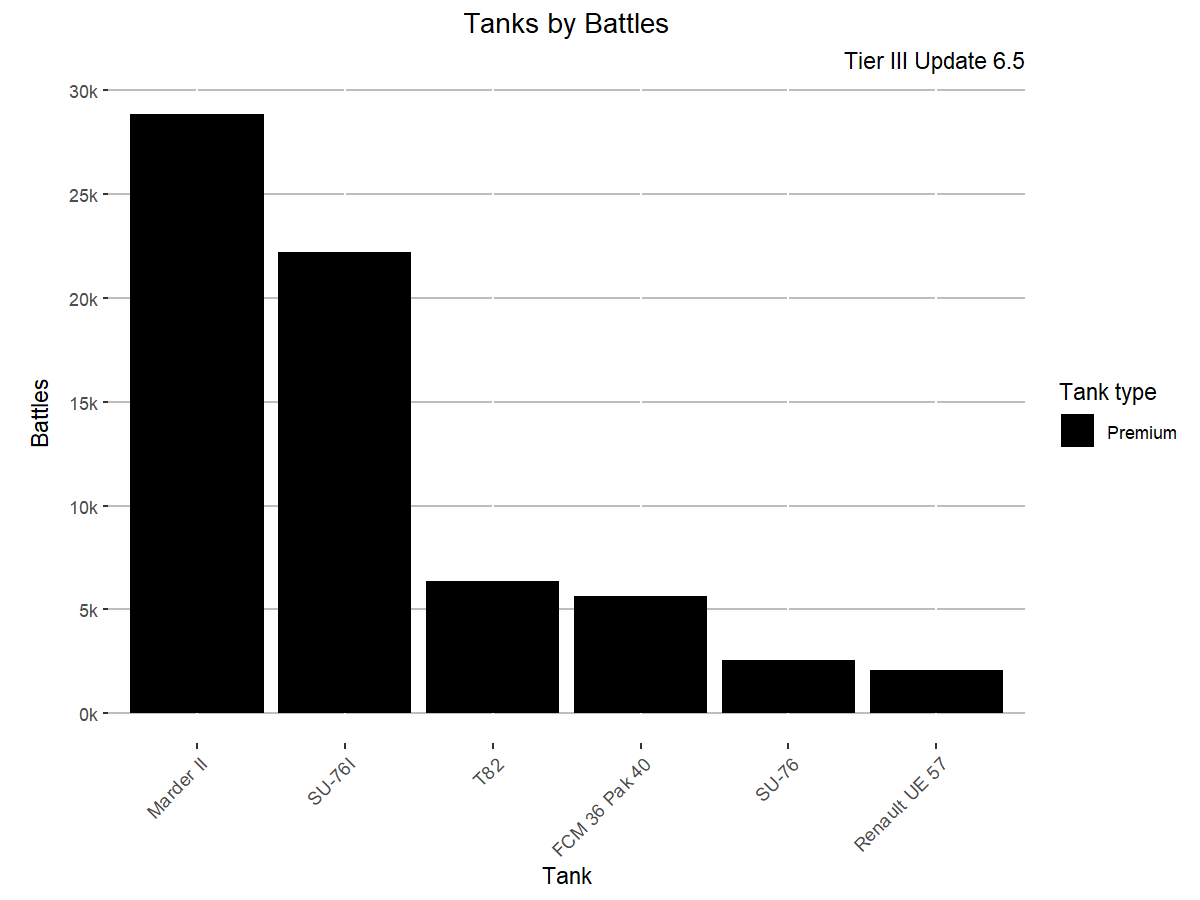 Tanks by Battles
Tier III Update 6.5
30k
25k
20k
15k
10k
5k
0k
Battles
Marder II
SU-76I
T82
FCM 36 Pak 40
SU-76
Renault UE 57
Tank
Tank type
Premium